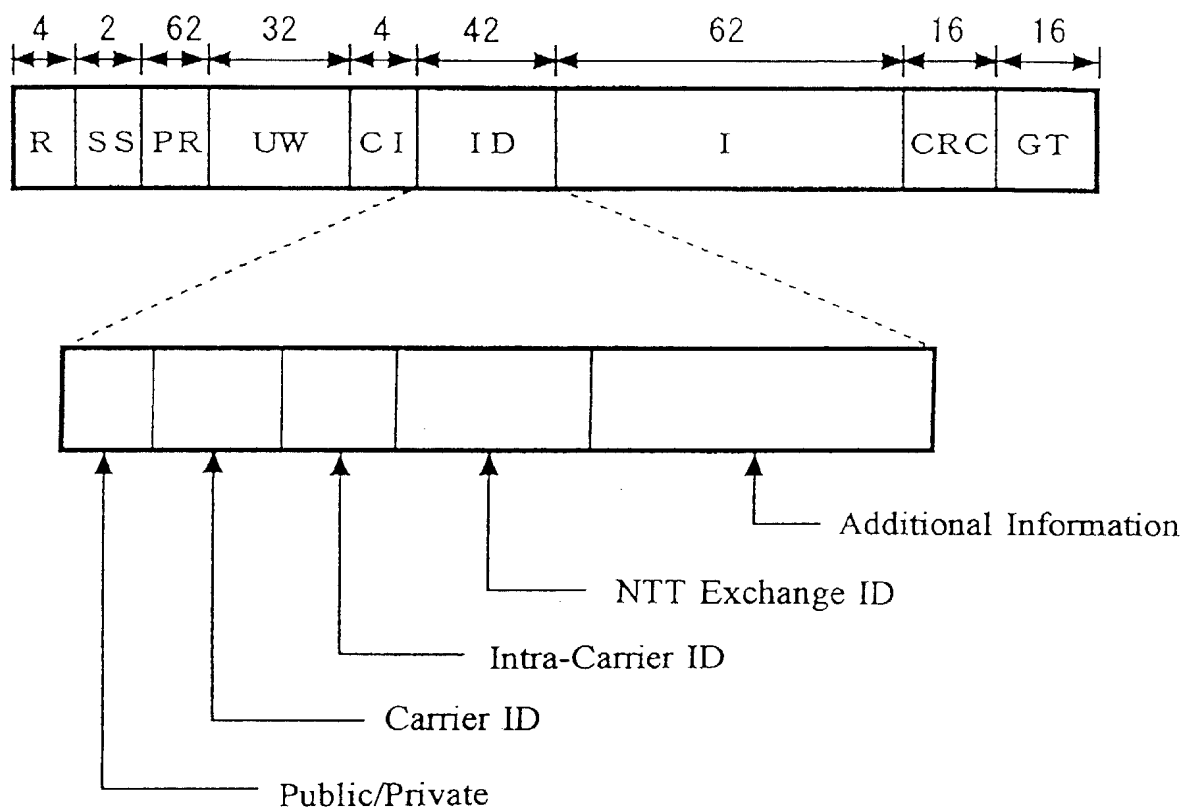 4 2 62 32 4 42 62 16 16
R SS PR UW CI ID I CRC GT
Additional Information
NTT Exchange ID
Intra-Carrier ID
Carrier ID
Public/Private